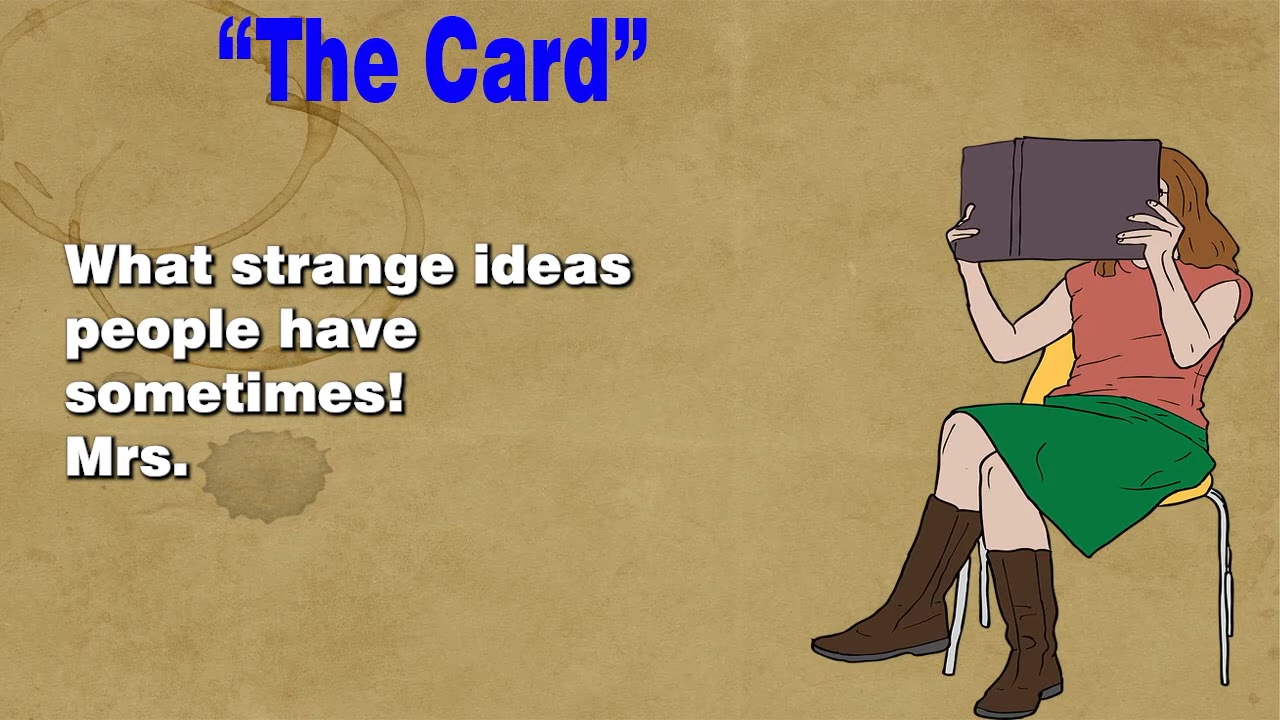 “The Card”
What strange ideas
people have
sometimes!
Mrs.